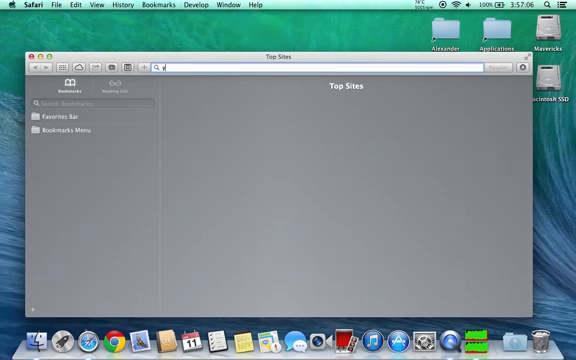 Safari File Edit View History Bookmarks Develop Window Help 100% 3:57:06
Alexander Applications Mavericks
Macintosh SSD
Top Sites
y Reader
Bookmarks Reading List
Top Sites
Search Bookmarks
Favorites Bar
Bookmarks Menu
+
11